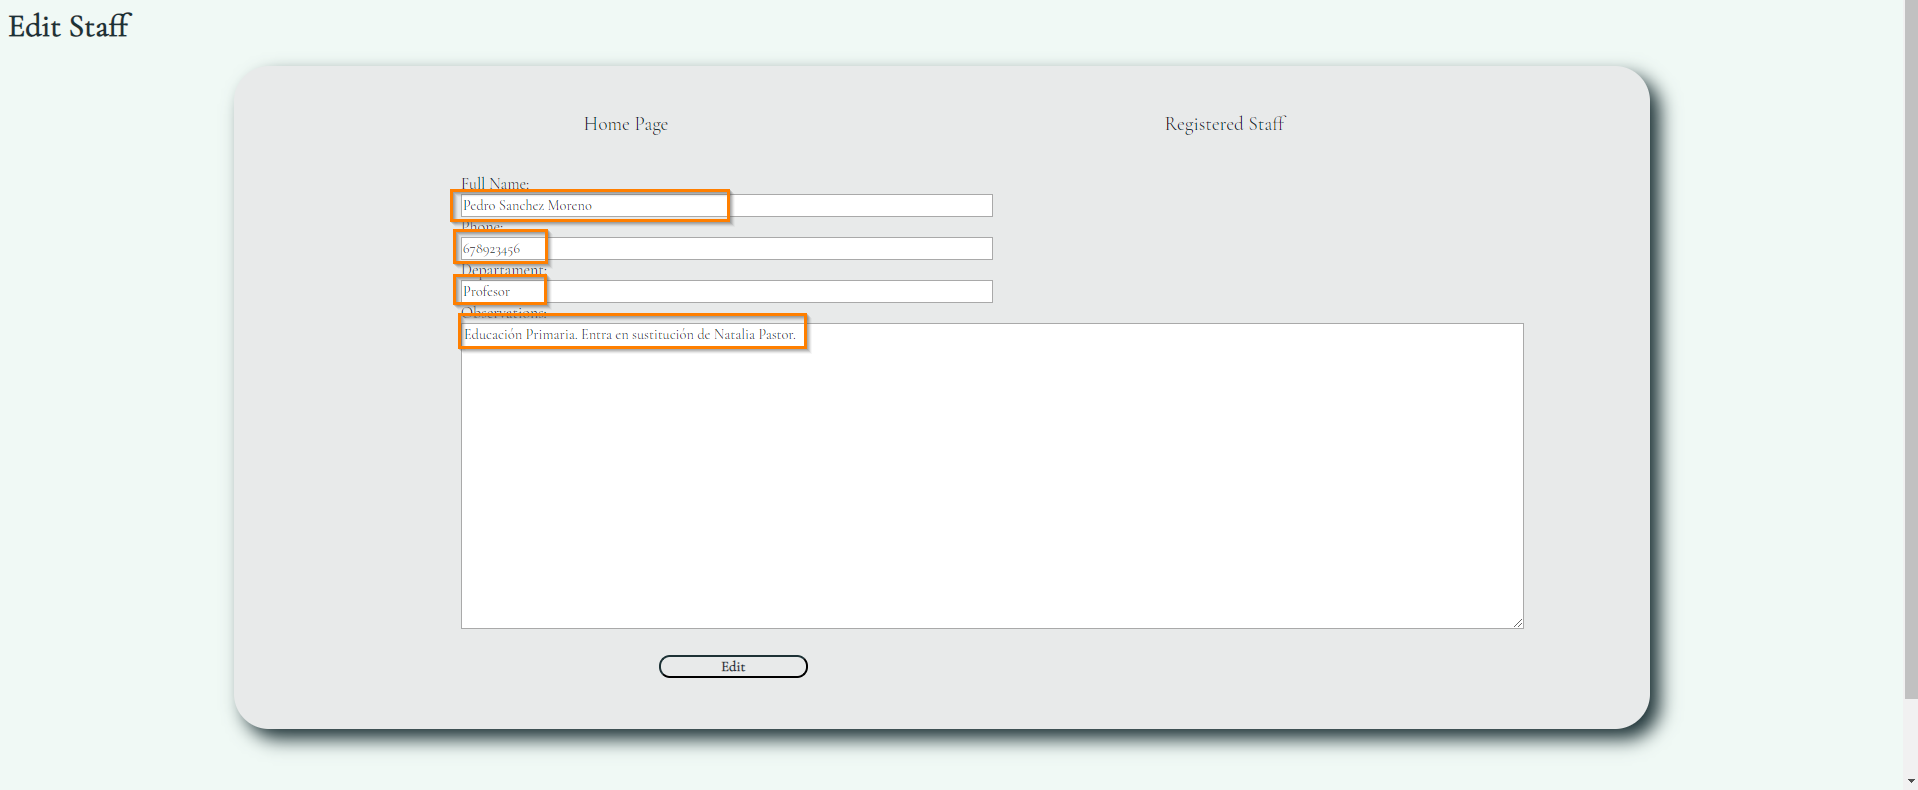 Edit Staff
Home Page
Registered Staff
Full Name:
Pedro Sanchez Moreno
Phone:
678923456
Departament:
Profesor
Observations:
Educación Primaria. Entra en sustitución de Natalia Pastor.
Edit